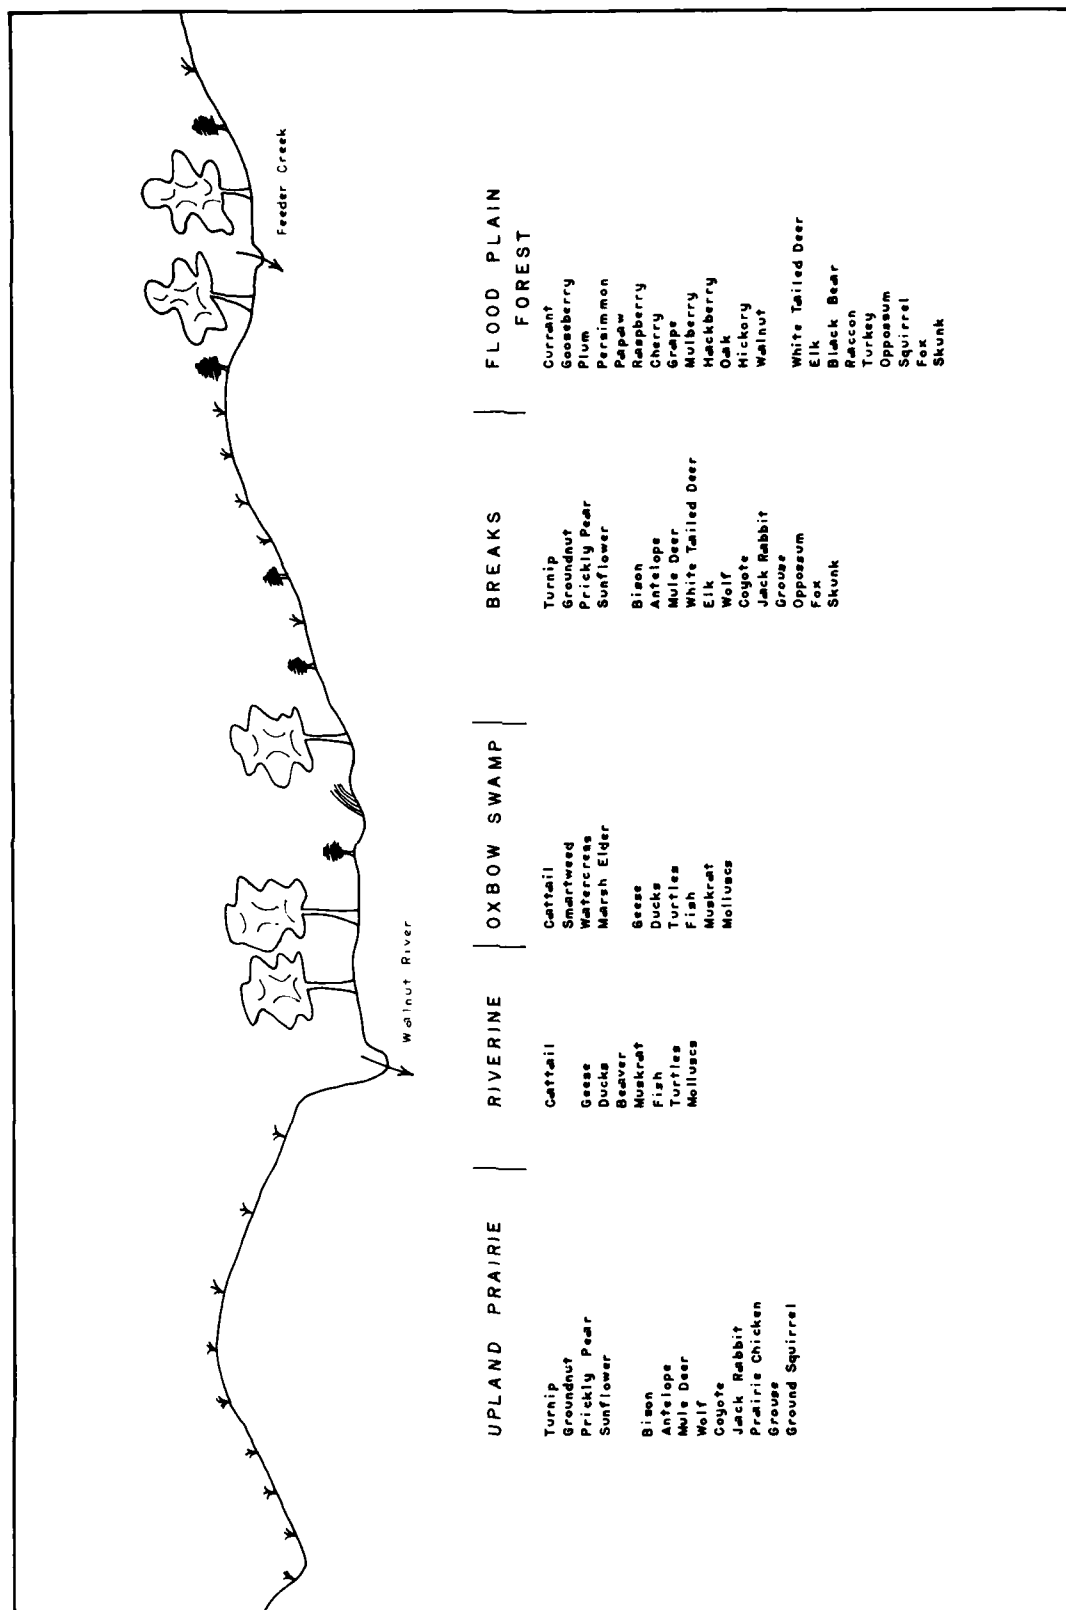 Walnut River
Feeder Creek
UPLAND PRAIRIE
Turnip
Groundnut
Prickly Pear
Sunflower
Bison
Antelope
Mule Deer
Wolf
Coyote
Jack Rabbit
Prairie Chicken
Grouse
Ground Squirrel
RIVERINE
Cattail
Geese
Ducks
Beaver
Muskrat
Fish
Turtles
Molluscs
OXBOW SWAMP
Cattail
Smartweed
Watercress
Marsh Elder
Geese
Ducks
Turtles
Fish
Muskrat
Molluscs
BREAKS
Turnip
Groundnut
Prickly Pear
Sunflower
Bison
Antelope
Mule Deer
White Tailed Deer
Elk
Wolf
Coyote
Jack Rabbit
Grouse
Oppossum
Fox
Skunk
FLOOD PLAIN
FOREST
Currant
Gooseberry
Plum
Persimmon
Papaw
Raspberry
Cherry
Grape
Mulberry
Hackberry
Oak
Hickory
Walnut
White Tailed Deer
Elk
Black Bear
Raccon
Turkey
Oppossum
Squirrel
Fox
Skunk